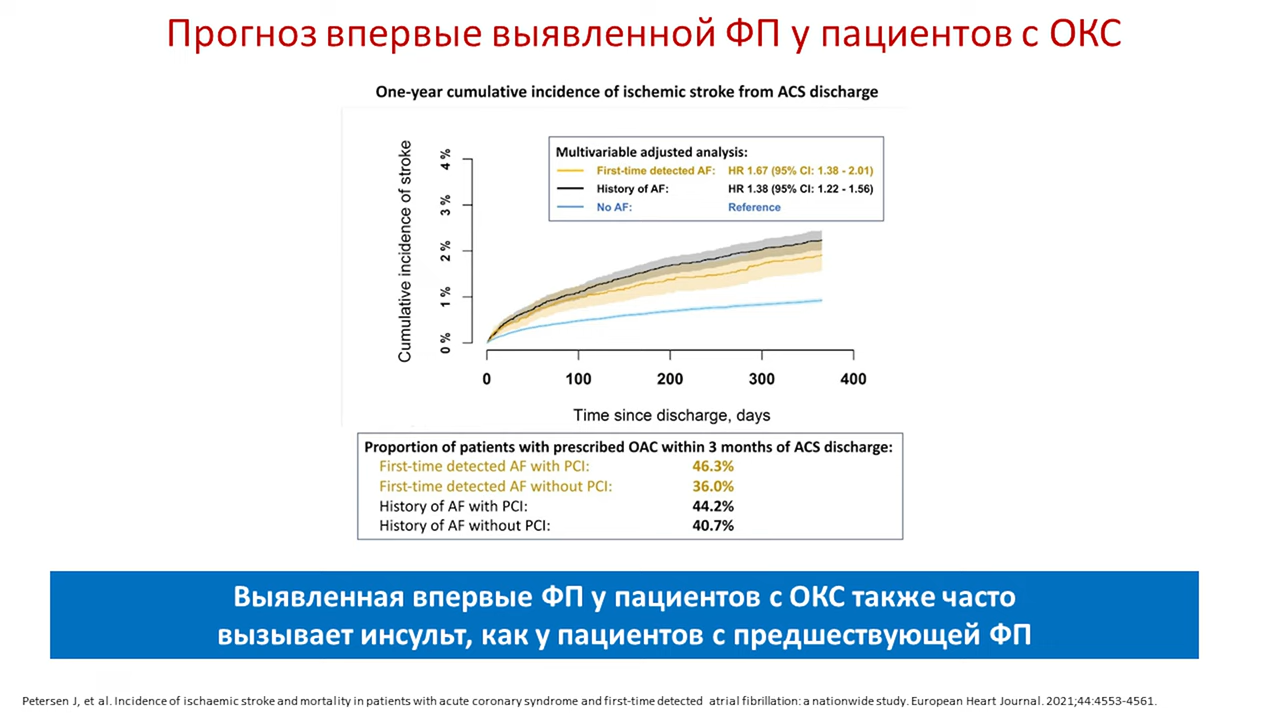 Прогноз впервые выявленной ФП у пациентов с ОКС
One-year cumulative incidence of ischemic stroke from ACS discharge
Cumulative incidence of stroke
4 %
3 %
2 %
1 %
0 %
Multivariable adjusted analysis:
First-time detected AF: HR 1.67 (95% CI: 1.38 - 2.01)
History of AF: HR 1.38 (95% CI: 1.22 - 1.56)
No AF: Reference
0 100 200 300 400
Time since discharge, days
Proportion of patients with prescribed OAC within 3 months of ACS discharge:
First-time detected AF with PCI: 46.3%
First-time detected AF without PCI: 36.0%
History of AF with PCI: 44.2%
History of AF without PCI: 40.7%
Выявленная впервые ФП у пациентов с ОКС также часто
вызывает инсульт, как у пациентов с предшествующей ФП
Petersen J, et al. Incidence of ischaemic stroke and mortality in patients with acute coronary syndrome and first-time detected atrial fibrillation: a nationwide study. European Heart Journal. 2021;44:4553-4561.